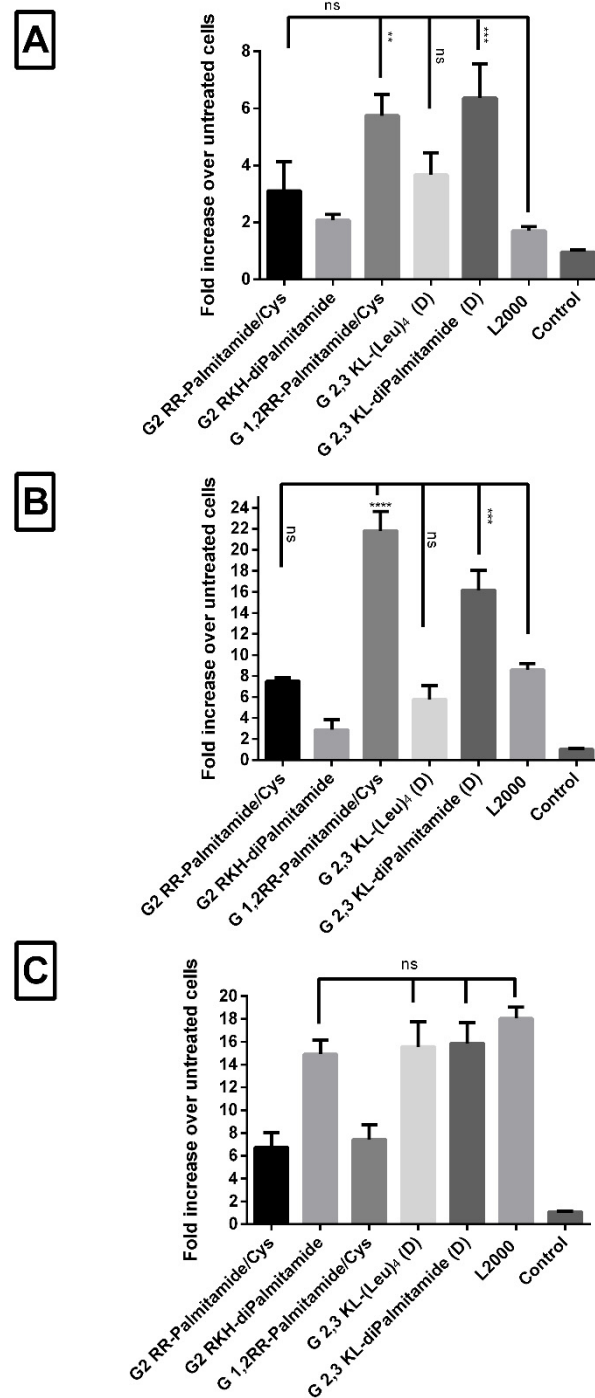 A
ns
**
ns
***
Fold increase over untreated cells
8
6
4
2
0
G2 RR-Palmitamide/Cys
G2 RKH-diPalmitamide
G 1,2RR-Palmitamide/Cys
G 2,3 KL-(Leu)₄ (D)
G 2,3 KL-diPalmitamide (D)
L2000
Control
B
ns
****
ns
***
Fold increase over untreated cells
24
22
20
18
16
14
12
10
8
6
4
2
0
G2 RR-Palmitamide/Cys
G2 RKH-diPalmitamide
G 1,2RR-Palmitamide/Cys
G 2,3 KL-(Leu)₄ (D)
G 2,3 KL-diPalmitamide (D)
L2000
Control
C
ns
Fold increase over untreated cells
20
18
16
14
12
10
8
6
4
2
0
G2 RR-Palmitamide/Cys
G2 RKH-diPalmitamide
G 1,2RR-Palmitamide/Cys
G 2,3 KL-(Leu)₄ (D)
G 2,3 KL-diPalmitamide (D)
L2000
Control